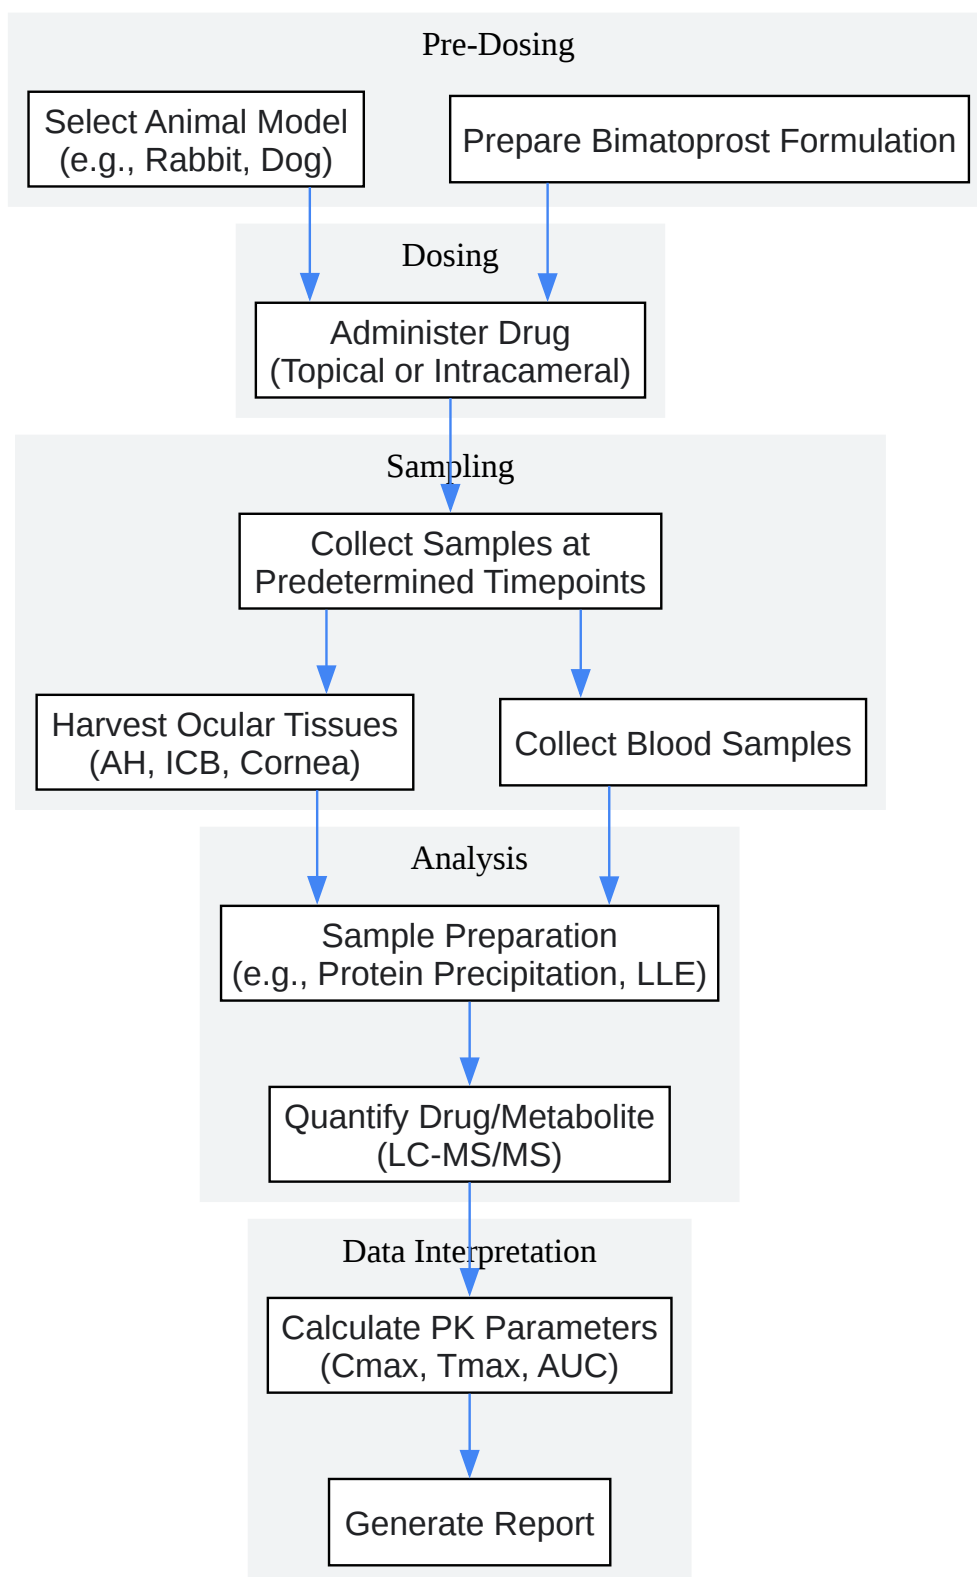 Pre-Dosing
Select Animal Model
(e.g., Rabbit, Dog)
Prepare Bimatoprost Formulation
Dosing
Administer Drug
(Topical or Intracameral)
Sampling
Collect Samples at
Predetermined Timepoints
Harvest Ocular Tissues
(AH, ICB, Cornea)
Collect Blood Samples
Analysis
Sample Preparation
(e.g., Protein Precipitation, LLE)
Quantify Drug/Metabolite
(LC-MS/MS)
Data Interpretation
Calculate PK Parameters
(Cmax, Tmax, AUC)
Generate Report